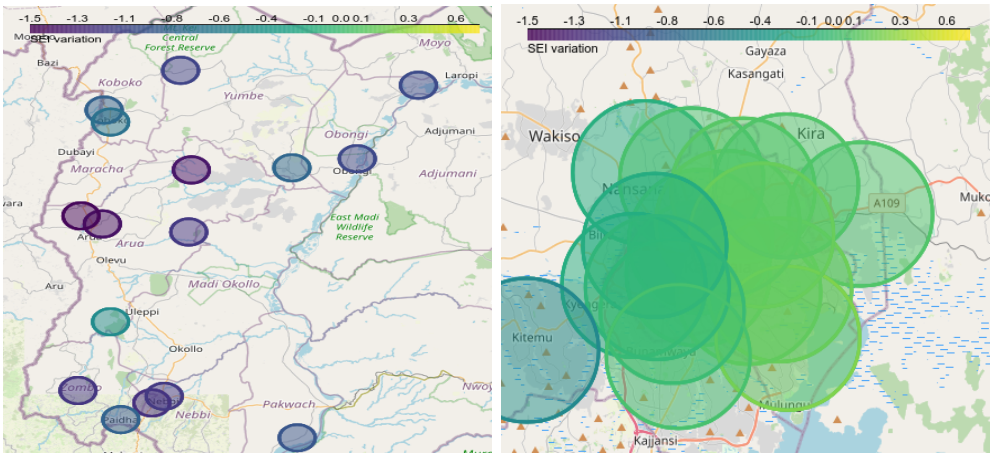 -1.5 -1.3 -1.1 -0.8 -0.6 -0.4 -0.1 0.0 0.1 0.3 0.6
SEI variation
Central
Forest Reserve
Moyo
Bazi
Koboko
Yumbe
Laropi
Obongi
Adjumani
Dubayi
Maracha
Obongi
Adjumani
East Madi
Wildlife
Reserve
Arua
Olevu
Madi Okollo
Aru
Uleppi
Okollo
Zombo
Nebbi
Nebbi
Pakwach
Paidha
-1.5 -1.3 -1.1 -0.8 -0.6 -0.4 -0.1 0.0 0.1 0.3 0.6
SEI variation
Gayaza
Kasangati
Wakiso
Kira
Nansana
A109
Kitemu
Mulungu
Kajjansi